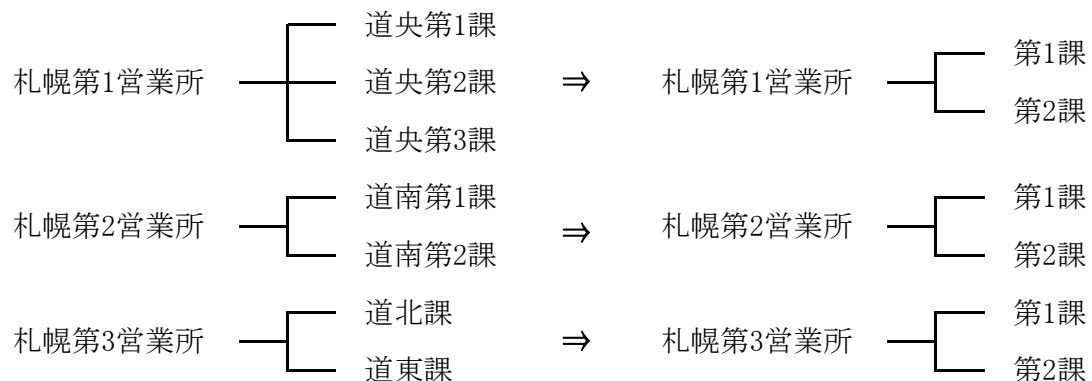 道央第1課
札幌第1営業所 道央第2課 ⇒ 札幌第1営業所 第1課
道央第3課 第2課
道南第1課 第1課
札幌第2営業所 ⇒ 札幌第2営業所
道南第2課 第2課
道北課 第1課
札幌第3営業所 ⇒ 札幌第3営業所
道東課 第2課